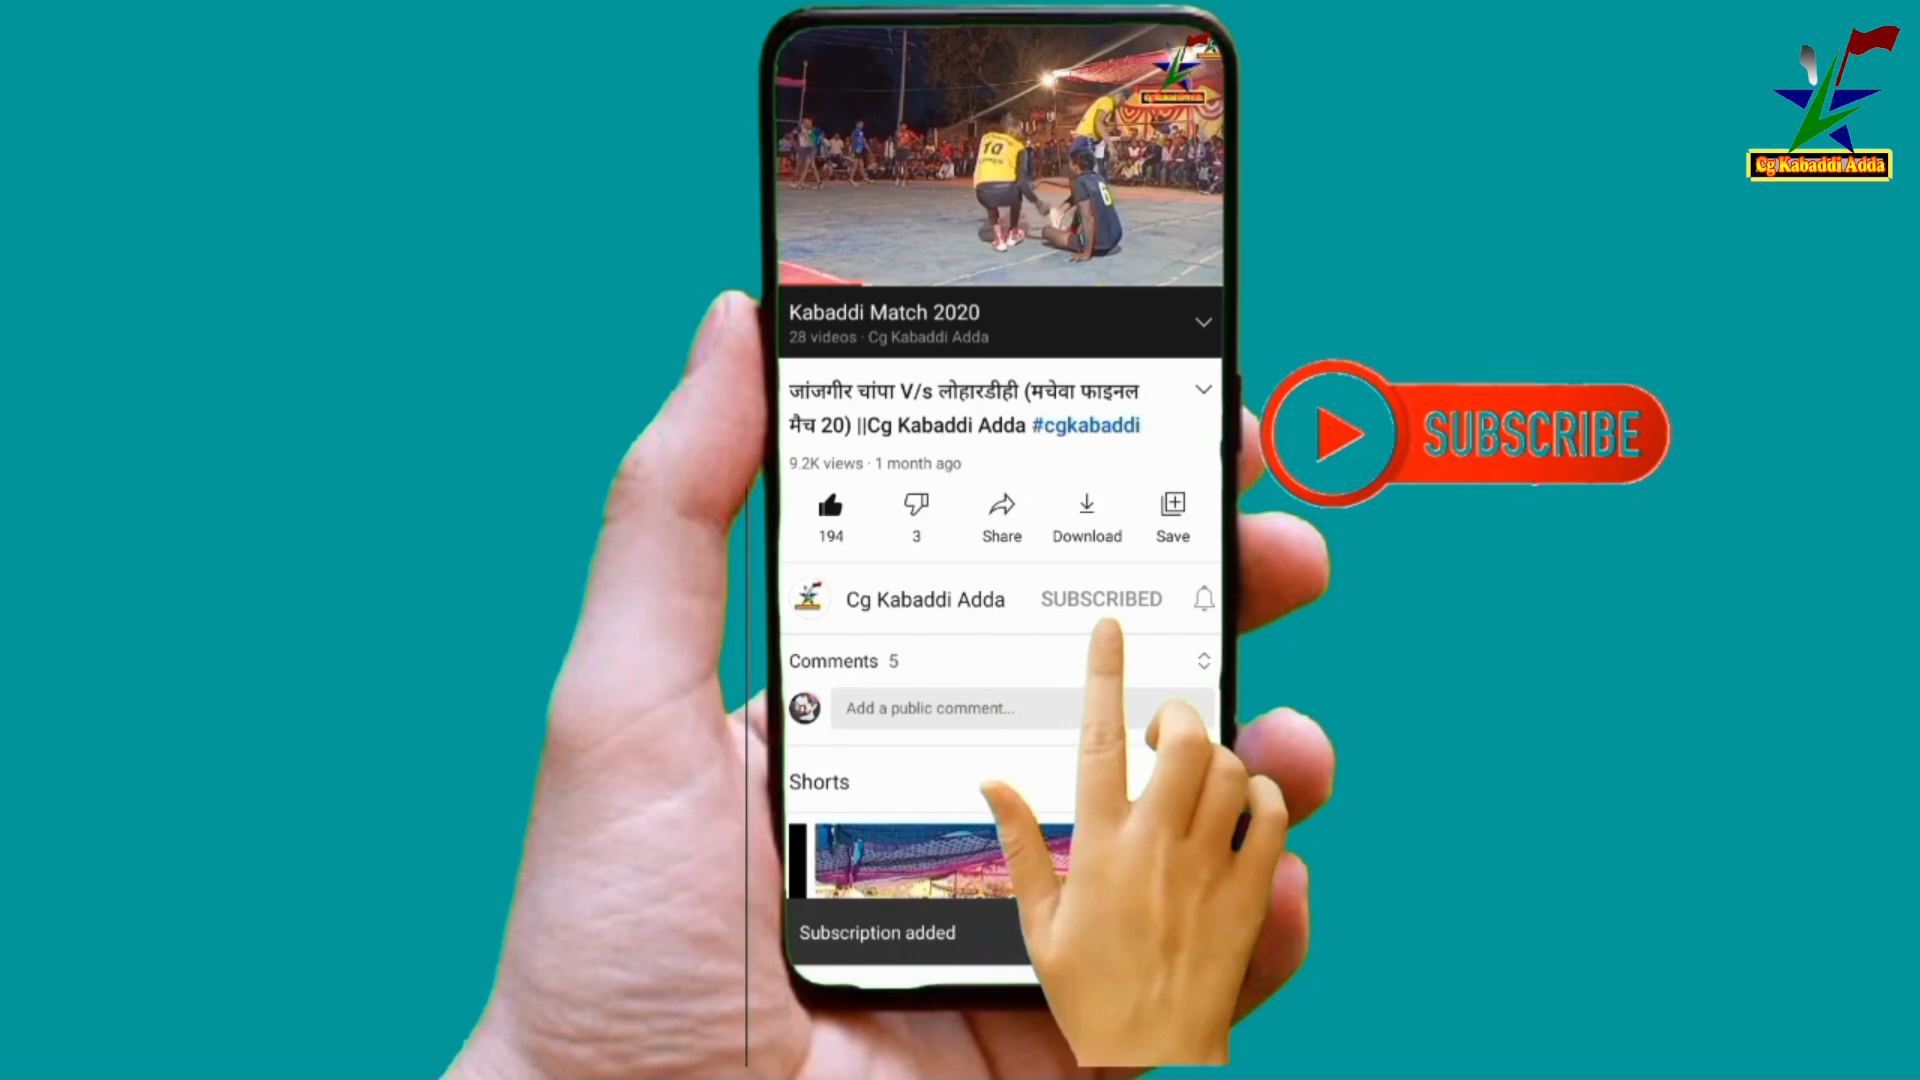 Cg Kabaddi Adda
10
6
Kabaddi Match 2020
28 videos · Cg Kabaddi Adda
जांजगीर चांपा V/s लोहारडीही (मचेवा फाइनल
मैच 20) ||Cg Kabaddi Adda #cgkabaddi
9.2K views · 1 month ago
194
3
Share
Download
Save
SUBSCRIBE
Cg Kabaddi Adda
SUBSCRIBED
Comments 5
Add a public comment...
Shorts
Subscription added